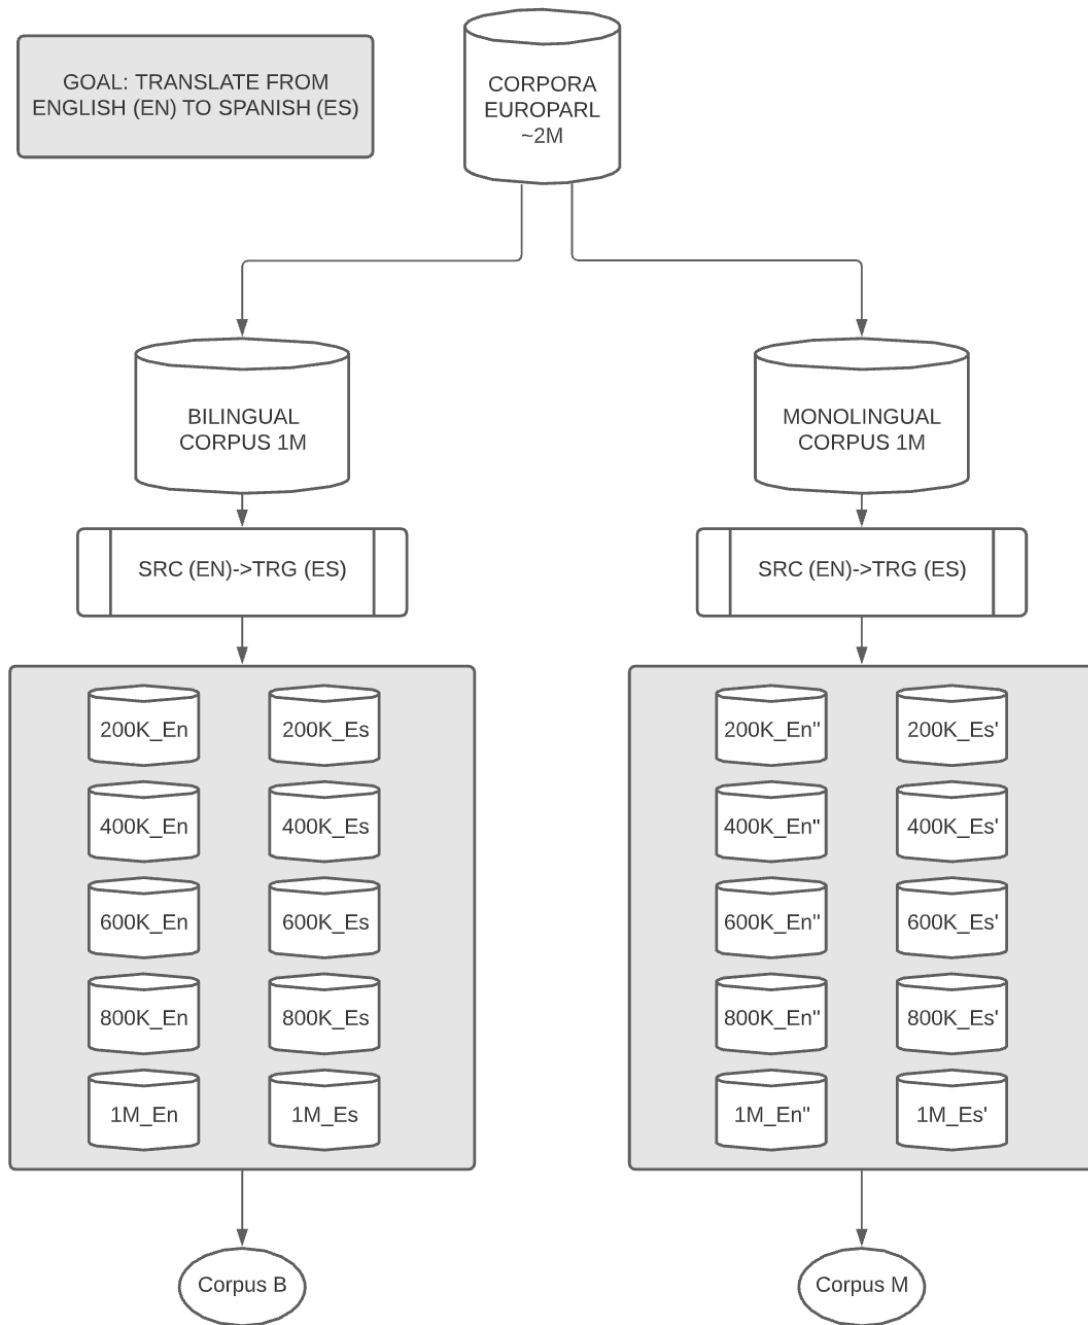 GOAL: TRANSLATE FROM
ENGLISH (EN) TO SPANISH (ES)
CORPORA
EUROPARL
~2M
BILINGUAL
CORPUS 1M
MONOLINGUAL
CORPUS 1M
SRC (EN)->TRG (ES)
SRC (EN)->TRG (ES)
200K_En
200K_Es
400K_En
400K_Es
600K_En
600K_Es
800K_En
800K_Es
1M_En
1M_Es
200K_En"
200K_Es'
400K_En"
400K_Es'
600K_En"
600K_Es'
800K_En"
800K_Es'
1M_En"
1M_Es'
Corpus B
Corpus M